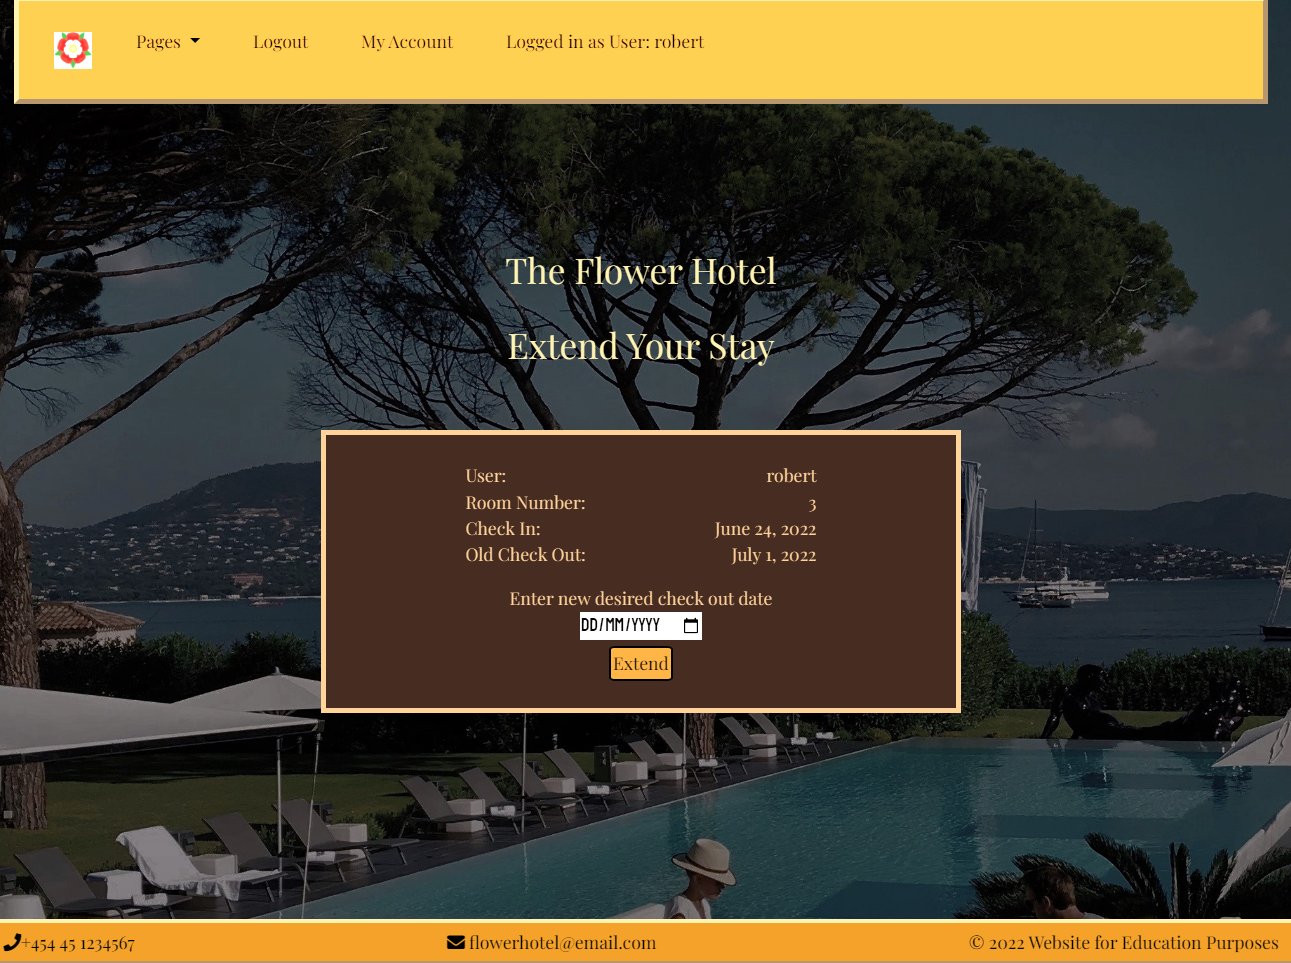 Pages Logout My Account Logged in as User: robert
The Flower Hotel
Extend Your Stay
User: robert
Room Number: 3
Check In: June 24, 2022
Old Check Out: July 1, 2022
Enter new desired check out date
DD/MM/YYYY
Extend
+454 45 1234567 flowerhotel@email.com © 2022 Website for Education Purposes